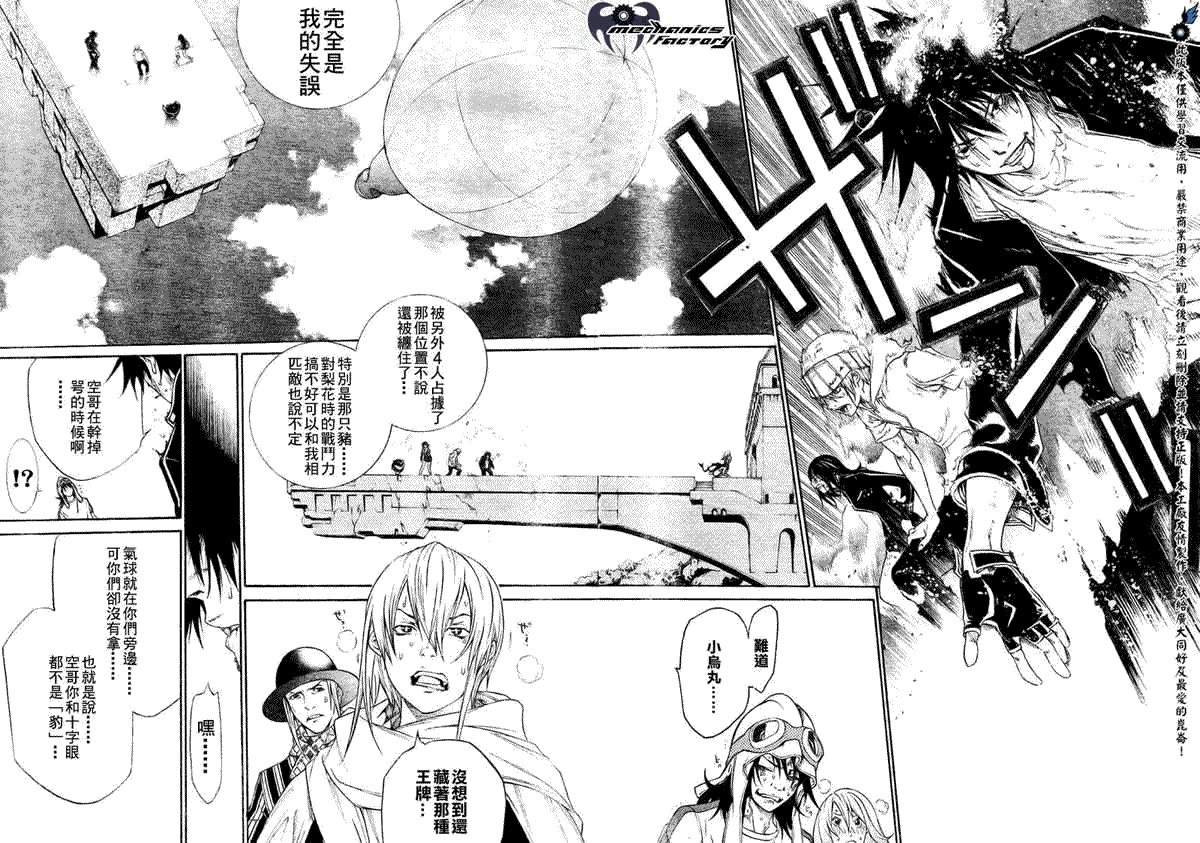 mechanics
factory
此版本僅供學習交流用，嚴禁商業用途，觀看後請立刻刪除並請支持正版！本工廠友情製作，獻給廣大同好及最愛的崑崙！
完全是
我的失誤
被另外4人占據了
那個位置不說
還被纏住了…
特別是那只豬……
對梨花時的戰鬥力
搞不好可以和我相
匹敵也說不定
空哥在幹掉
咢的時候啊
……
!?
氣球就在你們旁邊……
可你們卻沒有拿……
也就是說……
空哥你和十字眼
都不是「豹」…
嘿……
難道
小烏丸……
沒想到還
藏著那種
王牌…